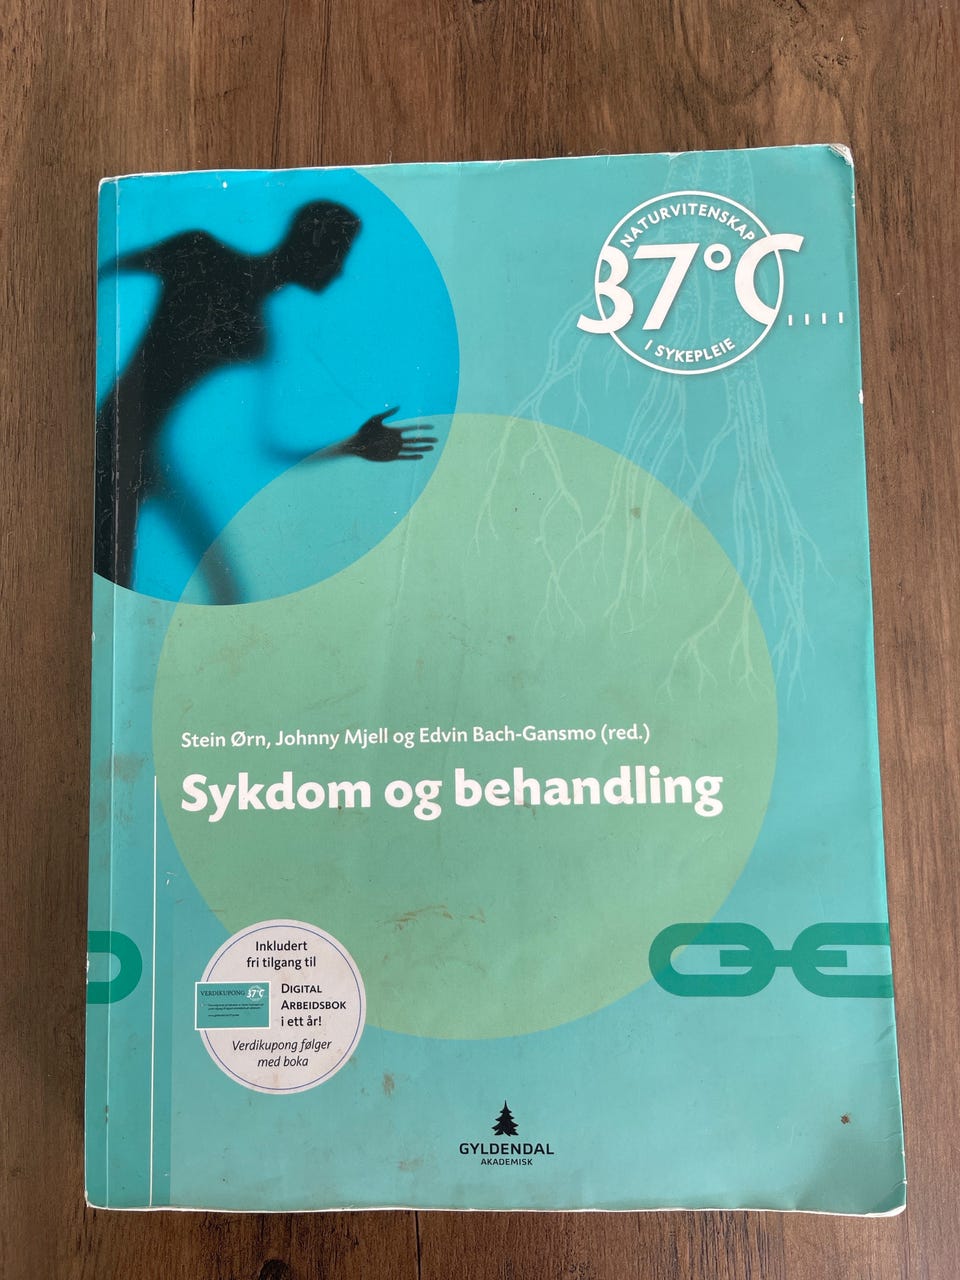 NATURVITENSKAP
37°C
I SYKEPLEIE
Stein Ørn, Johnny Mjell og Edvin Bach-Gansmo (red.)
Sykdom og behandling
Inkludert
fri tilgang til
DIGITAL
ARBEIDSBOK
i ett år!
VERDIKUPONG 37°C
Verdikupong følger
med boka
GYLDENDAL
AKADEMISK